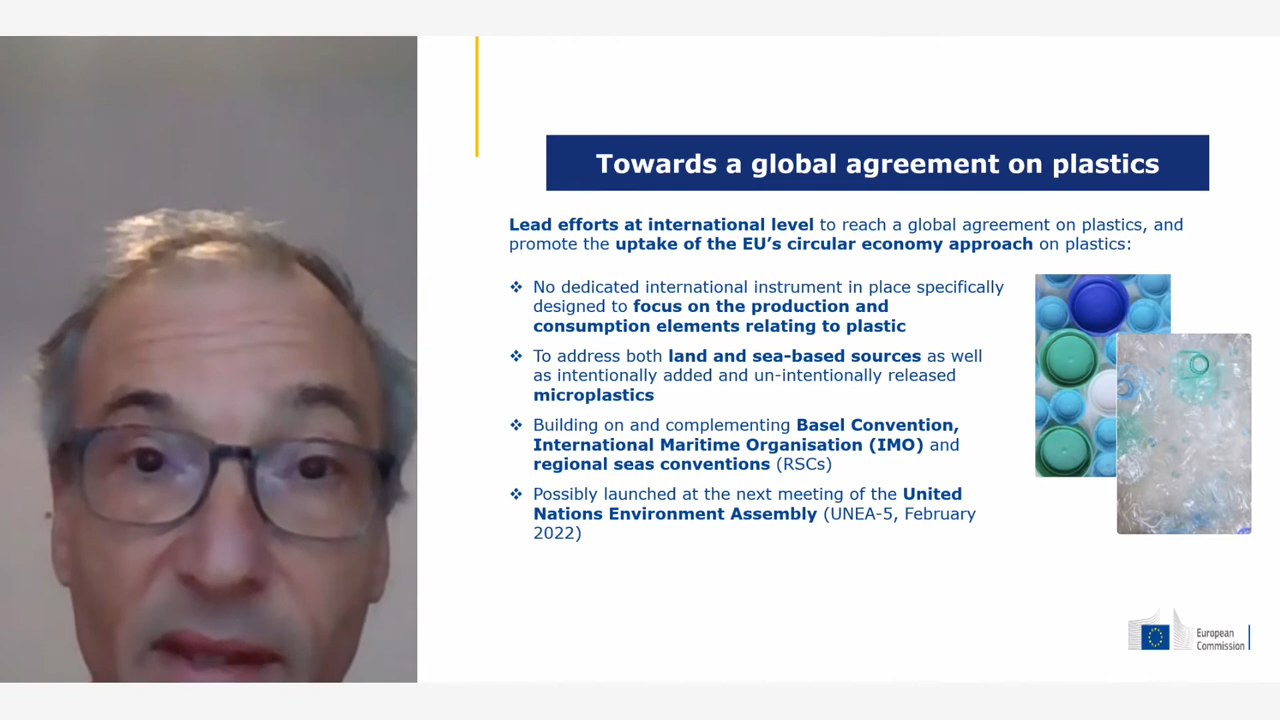 Towards a global agreement on plastics
Lead efforts at international level to reach a global agreement on plastics, and
promote the uptake of the EU’s circular economy approach on plastics:
❖ No dedicated international instrument in place specifically
designed to focus on the production and
consumption elements relating to plastic
❖ To address both land and sea-based sources as well
as intentionally added and un-intentionally released
microplastics
❖ Building on and complementing Basel Convention,
International Maritime Organisation (IMO) and
regional seas conventions (RSCs)
❖ Possibly launched at the next meeting of the United
Nations Environment Assembly (UNEA-5, February
2022)
European
Commission